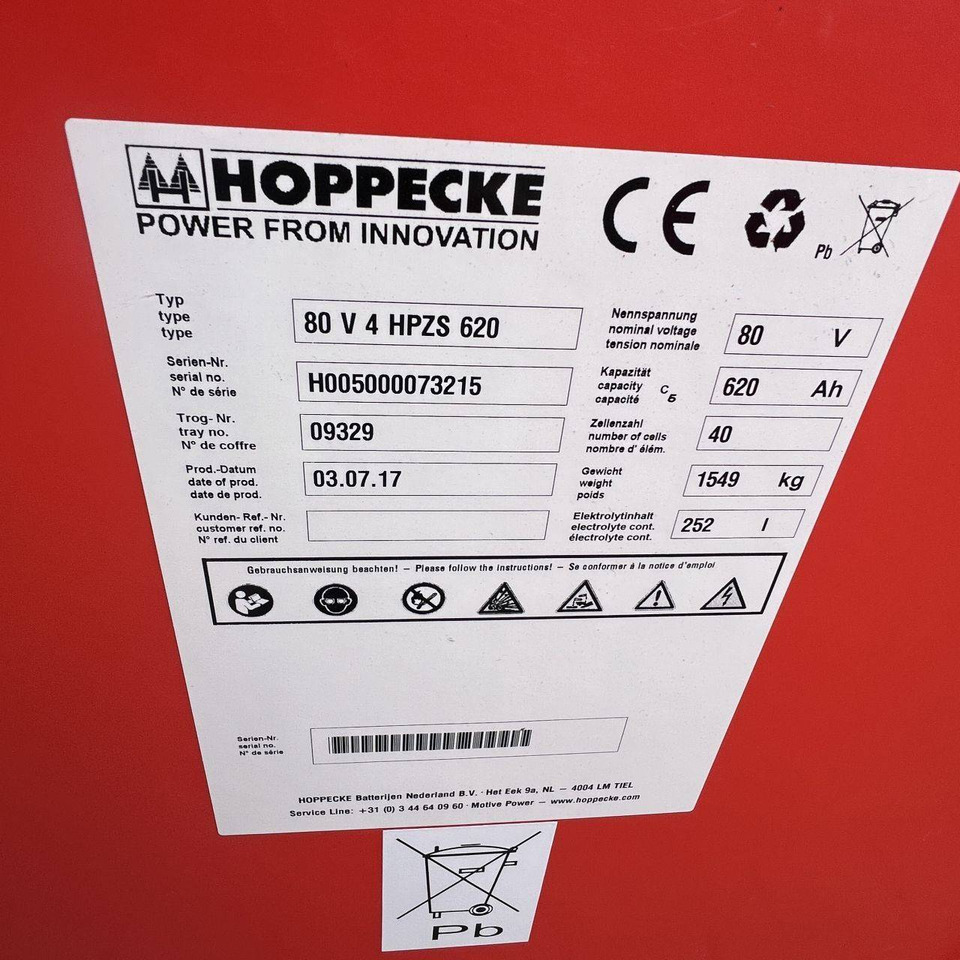 HOPPECKE
POWER FROM INNOVATION
CE
Pb
Typ
type
type
80 V 4 HPZS 620
Serien-Nr.
serial no.
N° de série
H005000073215
Trog- Nr.
tray no.
N° de coffre
09329
Prod.-Datum
date of prod.
date de prod.
03.07.17
Kunden- Ref.- Nr.
customer ref. no.
N° ref. du client
Nennspannung
nominal voltage
tension nominale
80 V
Kapazität
capacity C5
capacité
620 Ah
Zellenzahl
number of cells
nombre d' élém.
40
Gewicht
weight
poids
1549 kg
Elektrolytinhalt
electrolyte cont.
électrolyte cont.
252 l
Gebrauchsanweisung beachten! – Please follow the instructions! – Se conformer à la notice d'emploi
Serien-Nr.
serial no.
N° de série
HOPPECKE Batterijen Nederland B.V. · Het Eek 9a, NL – 4004 LM TIEL
Service Line: +31 (0) 3 44 64 09 60 · Motive Power – www.hoppecke.com
Pb